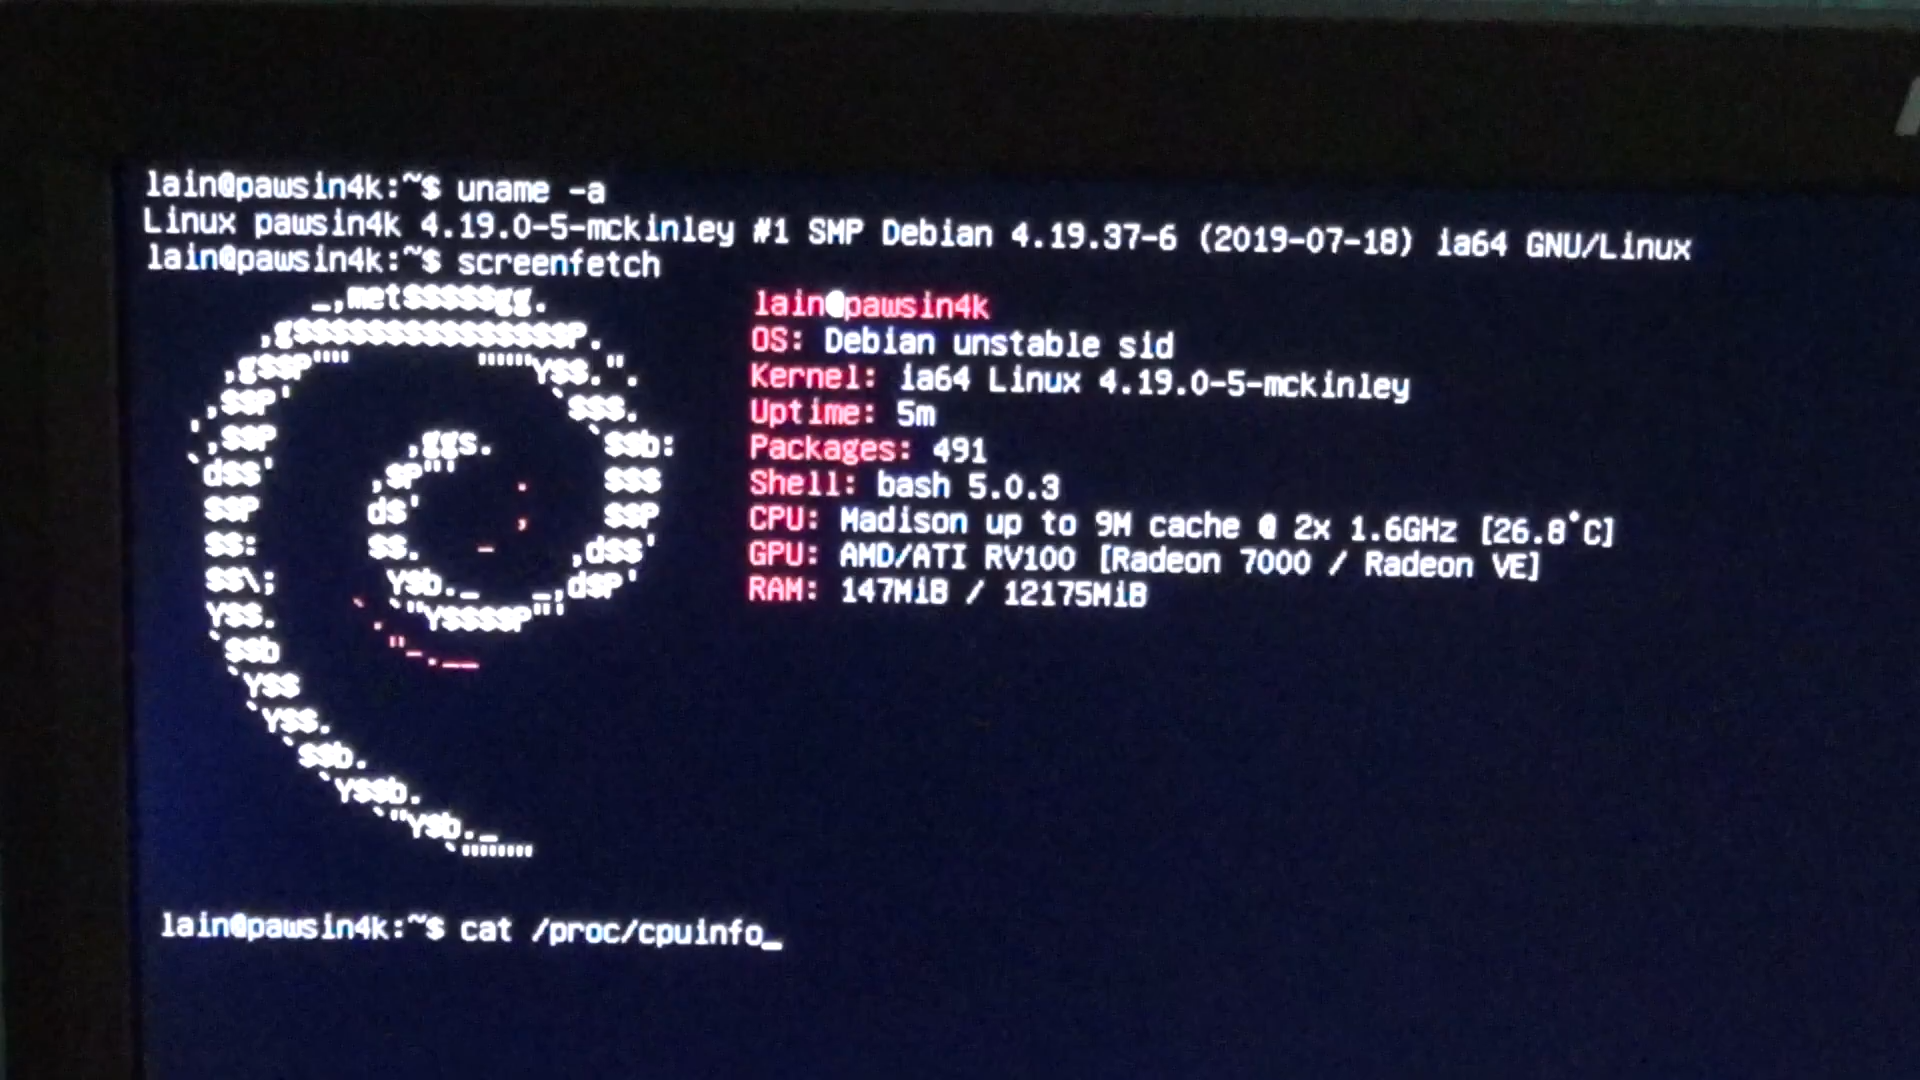 lain@pawsin4k:~$ uname -a
Linux pawsin4k 4.19.0-5-mckinley #1 SMP Debian 4.19.37-6 (2019-07-18) ia64 GNU/Linux
lain@pawsin4k:~$ screenfetch
_,met$$$$$gg.
,g$$$$$$$$$$$$$$$P.
,g$$P"""" """"""Y$$.".
,$$P' `$$$.
',$$P ,ggs. `$$b:
`d$$' ,$P"' . $$$
$$P d$' , $$P
$$: $$. - ,d$$'
$$\; Y$b._ _,d$P'
Y$$. `. `"Y$$$$P"'
`$$b "-.__
`Y$$
`Y$$.
`$$b.
`Y$$b.
`"Y$b._
`""""""""
lain@pawsin4k
OS: Debian unstable sid
Kernel: ia64 Linux 4.19.0-5-mckinley
Uptime: 5m
Packages: 491
Shell: bash 5.0.3
CPU: Madison up to 9M cache @ 2x 1.6GHz [26.8°C]
GPU: AMD/ATI RV100 [Radeon 7000 / Radeon VE]
RAM: 147MiB / 12175MiB
lain@pawsin4k:~$ cat /proc/cpuinfo_